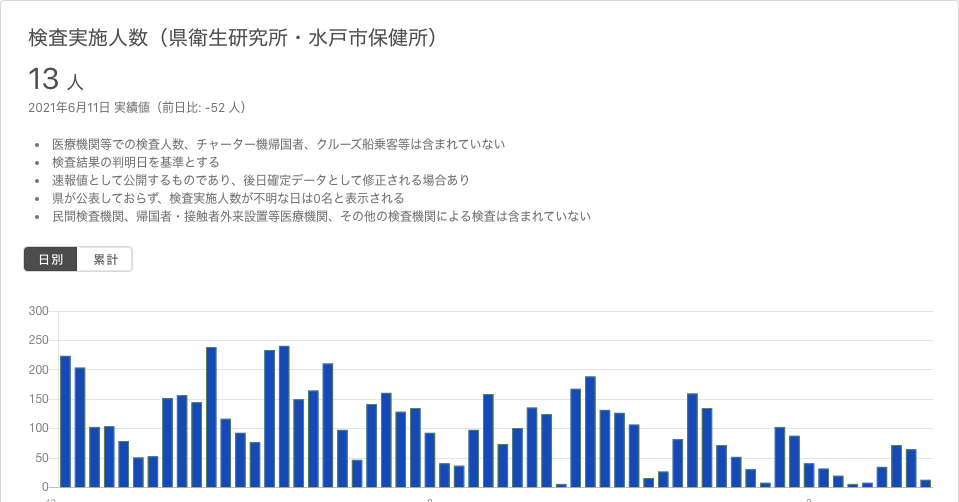 検査実施人数（県衛生研究所・水戸市保健所）
13 人
2021年6月11日 実績値（前日比: -52 人）
• 医療機関等での検査人数、チャーター機帰国者、クルーズ船乗客等は含まれていない
• 検査結果の判明日を基準とする
• 速報値として公開するものであり、後日確定データとして修正される場合あり
• 県が公表しておらず、検査実施人数が不明な日は0名と表示される
• 民間検査機関、帰国者・接触者外来設置等医療機関、その他の検査機関による検査は含まれていない
日別 累計
300
250
200
150
100
50
0